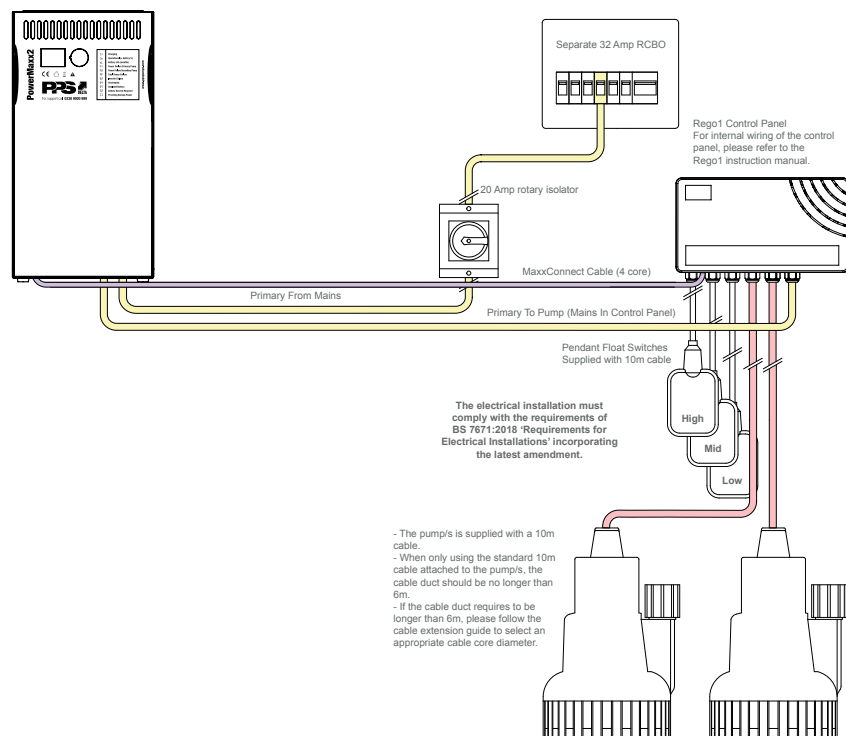 Separate 32 Amp RCBO
PowerMaxx2
PPS
Rego1 Control Panel
For internal wiring of the control
panel, please refer to the
Rego1 instruction manual.
20 Amp rotary isolator
MaxxConnect Cable (4 core)
Primary From Mains
Primary To Pump (Mains In Control Panel)
Pendant Float Switches
Supplied with 10m cable
High
Mid
Low
The electrical installation must
comply with the requirements of
BS 7671:2018 ‘Requirements for
Electrical Installations’ incorporating
the latest amendment.
- The pump/s is supplied with a 10m
cable.
- When only using the standard 10m
cable attached to the pump/s, the
cable duct should be no longer than
6m.
- If the cable duct requires to be
longer than 6m, please follow the
cable extension guide to select an
appropriate cable core diameter.